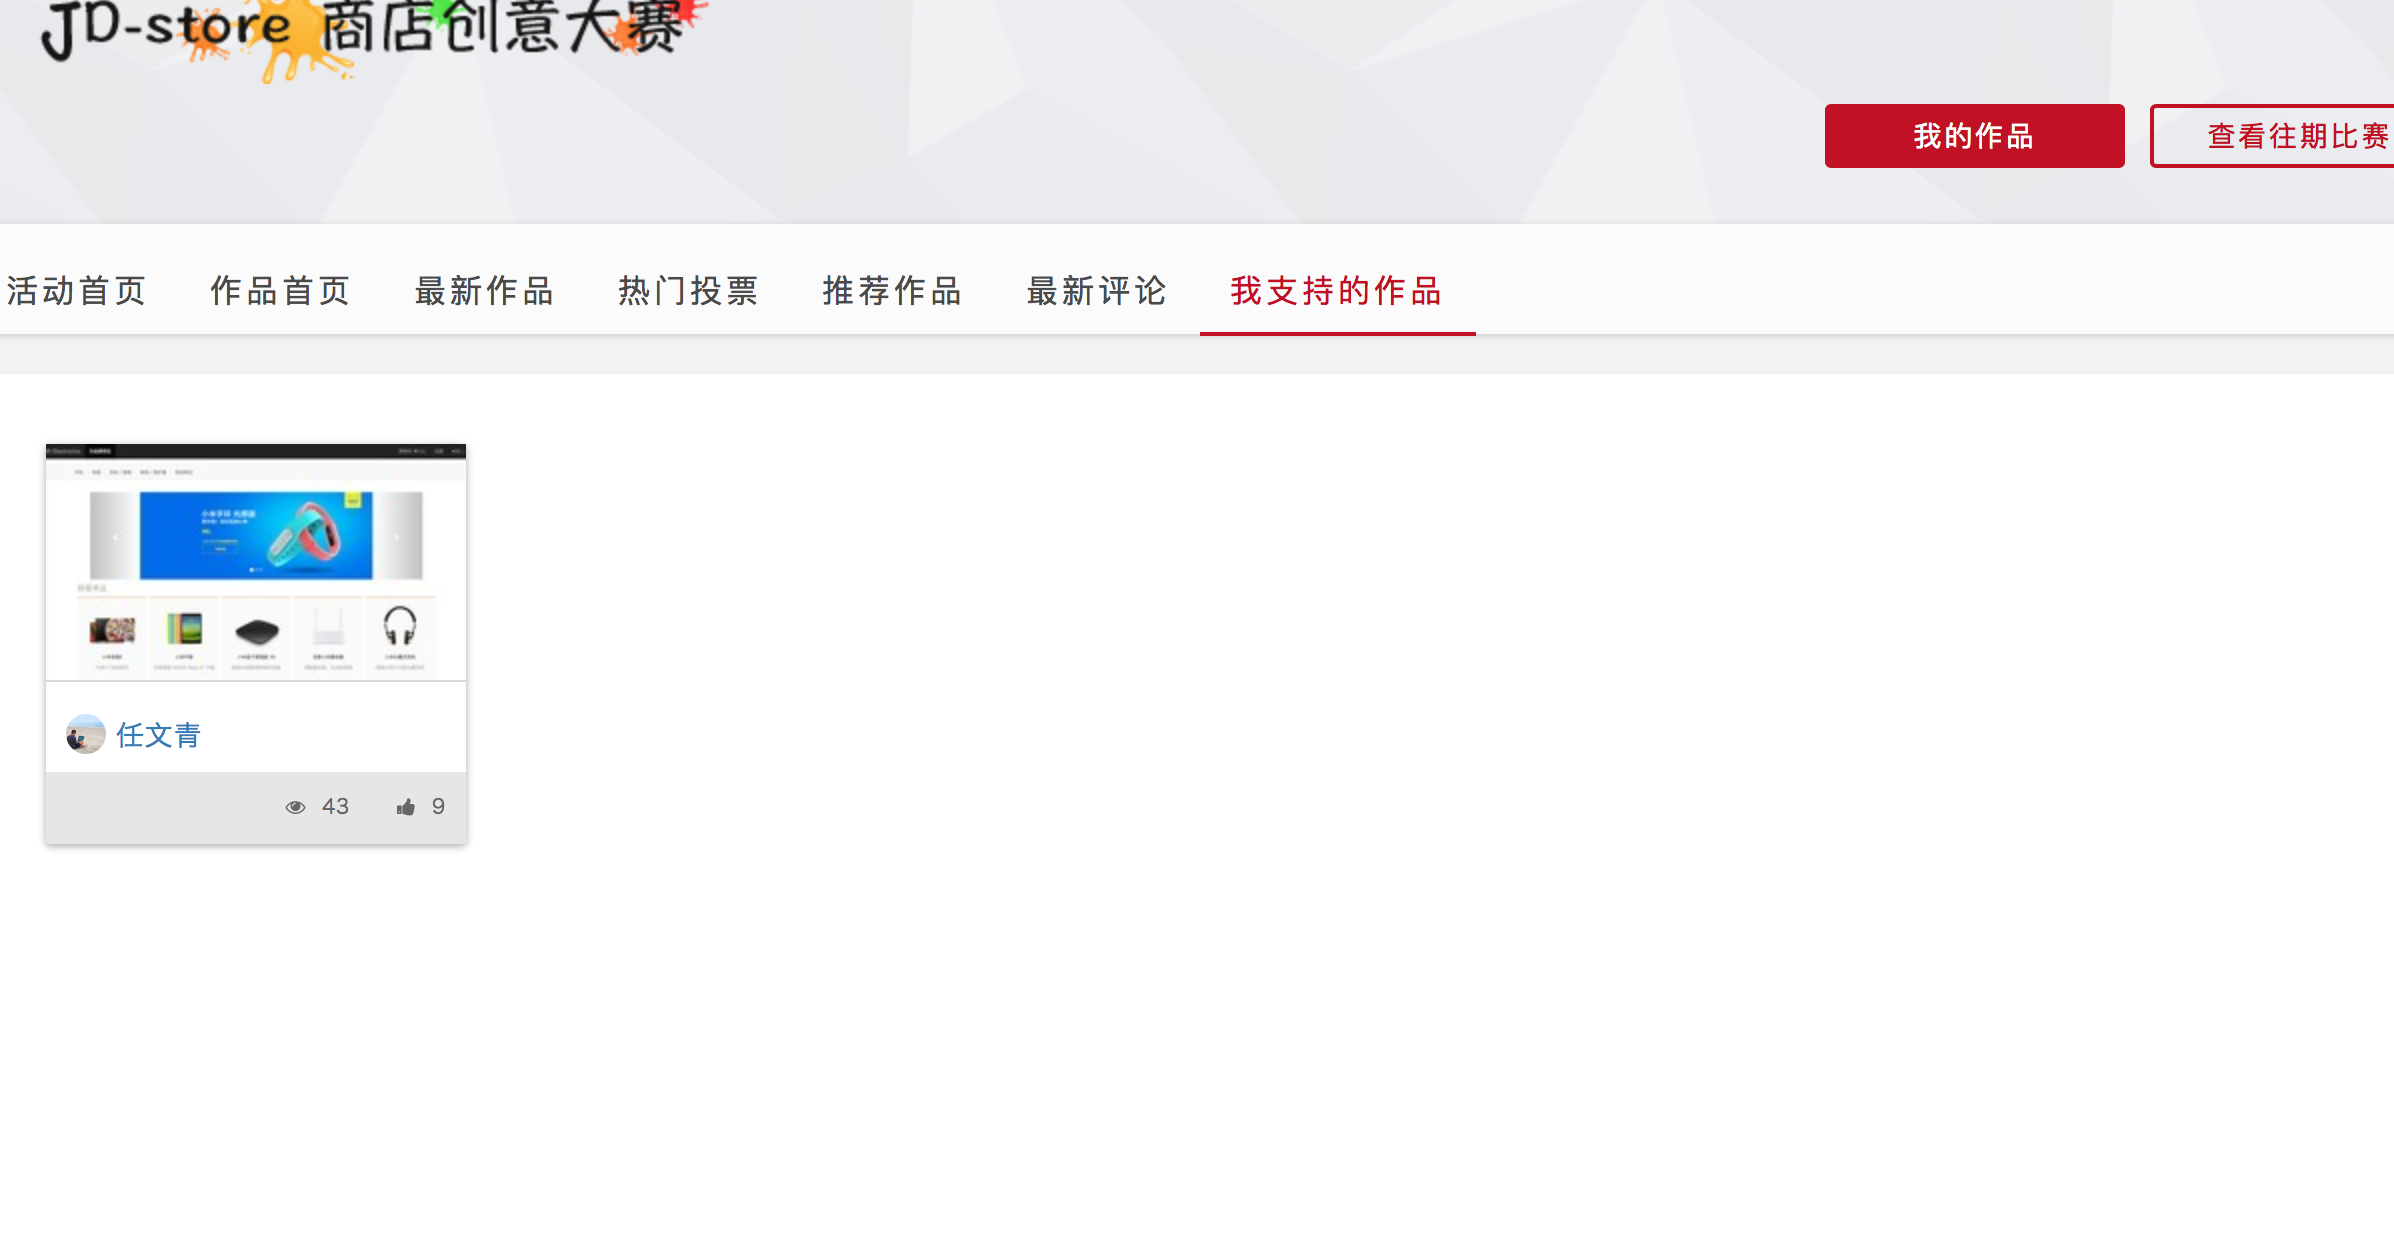 JD-store 商店创意大赛
我的作品
查看往期比赛
活动首页
作品首页
最新作品
热门投票
推荐作品
最新评论
我支持的作品
任文青
43
9